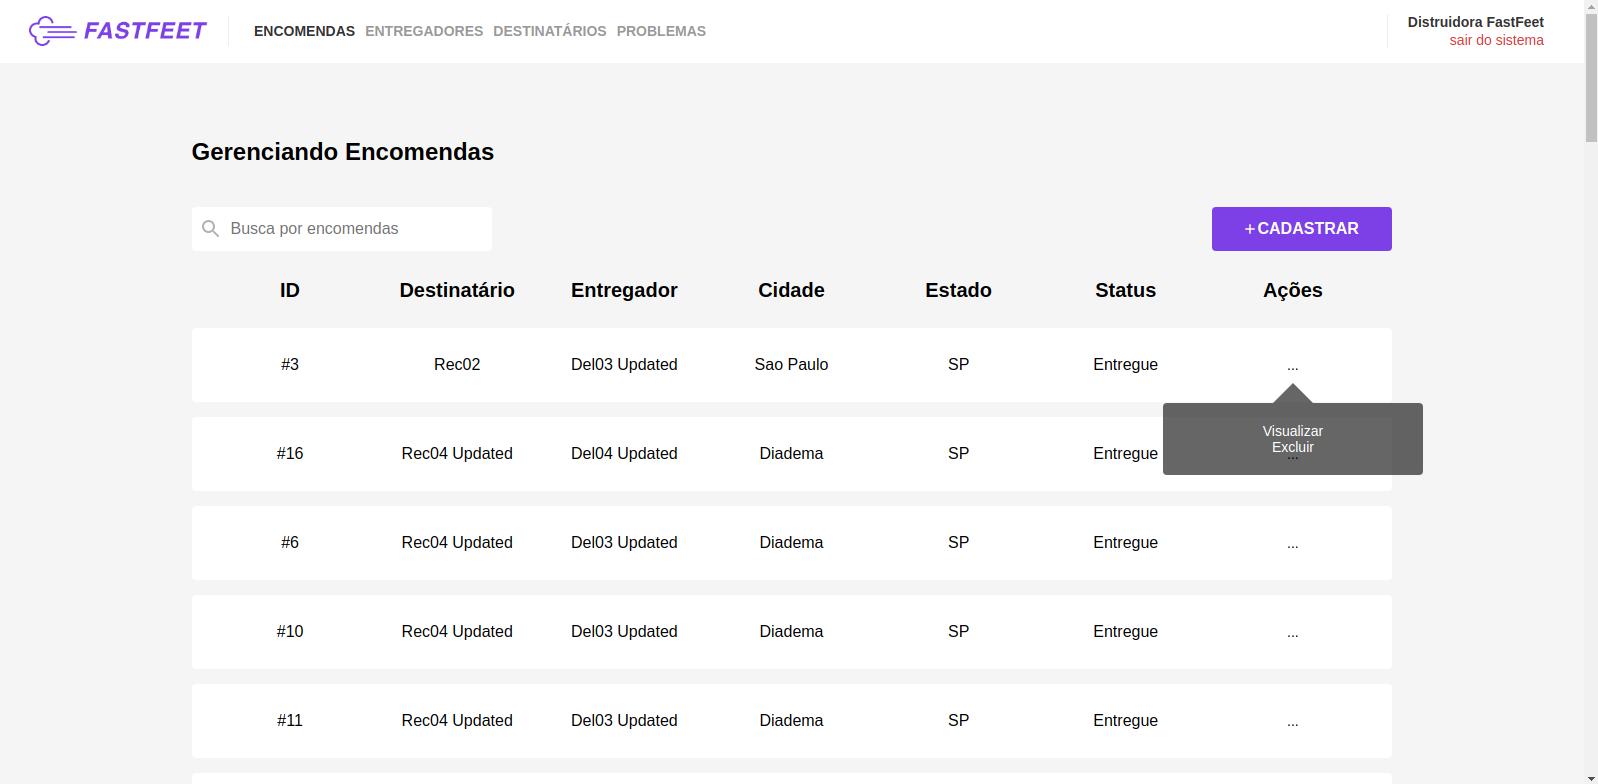 FASTFEET ENCOMENDAS ENTREGADORES DESTINATÁRIOS PROBLEMAS Distruidora FastFeet
sair do sistema
Gerenciando Encomendas
Busca por encomendas +CADASTRAR
ID Destinatário Entregador Cidade Estado Status Ações
#3 Rec02 Del03 Updated Sao Paulo SP Entregue ...
Visualizar
Excluir
#16 Rec04 Updated Del04 Updated Diadema SP Entregue ...
#6 Rec04 Updated Del03 Updated Diadema SP Entregue ...
#10 Rec04 Updated Del03 Updated Diadema SP Entregue ...
#11 Rec04 Updated Del03 Updated Diadema SP Entregue ...